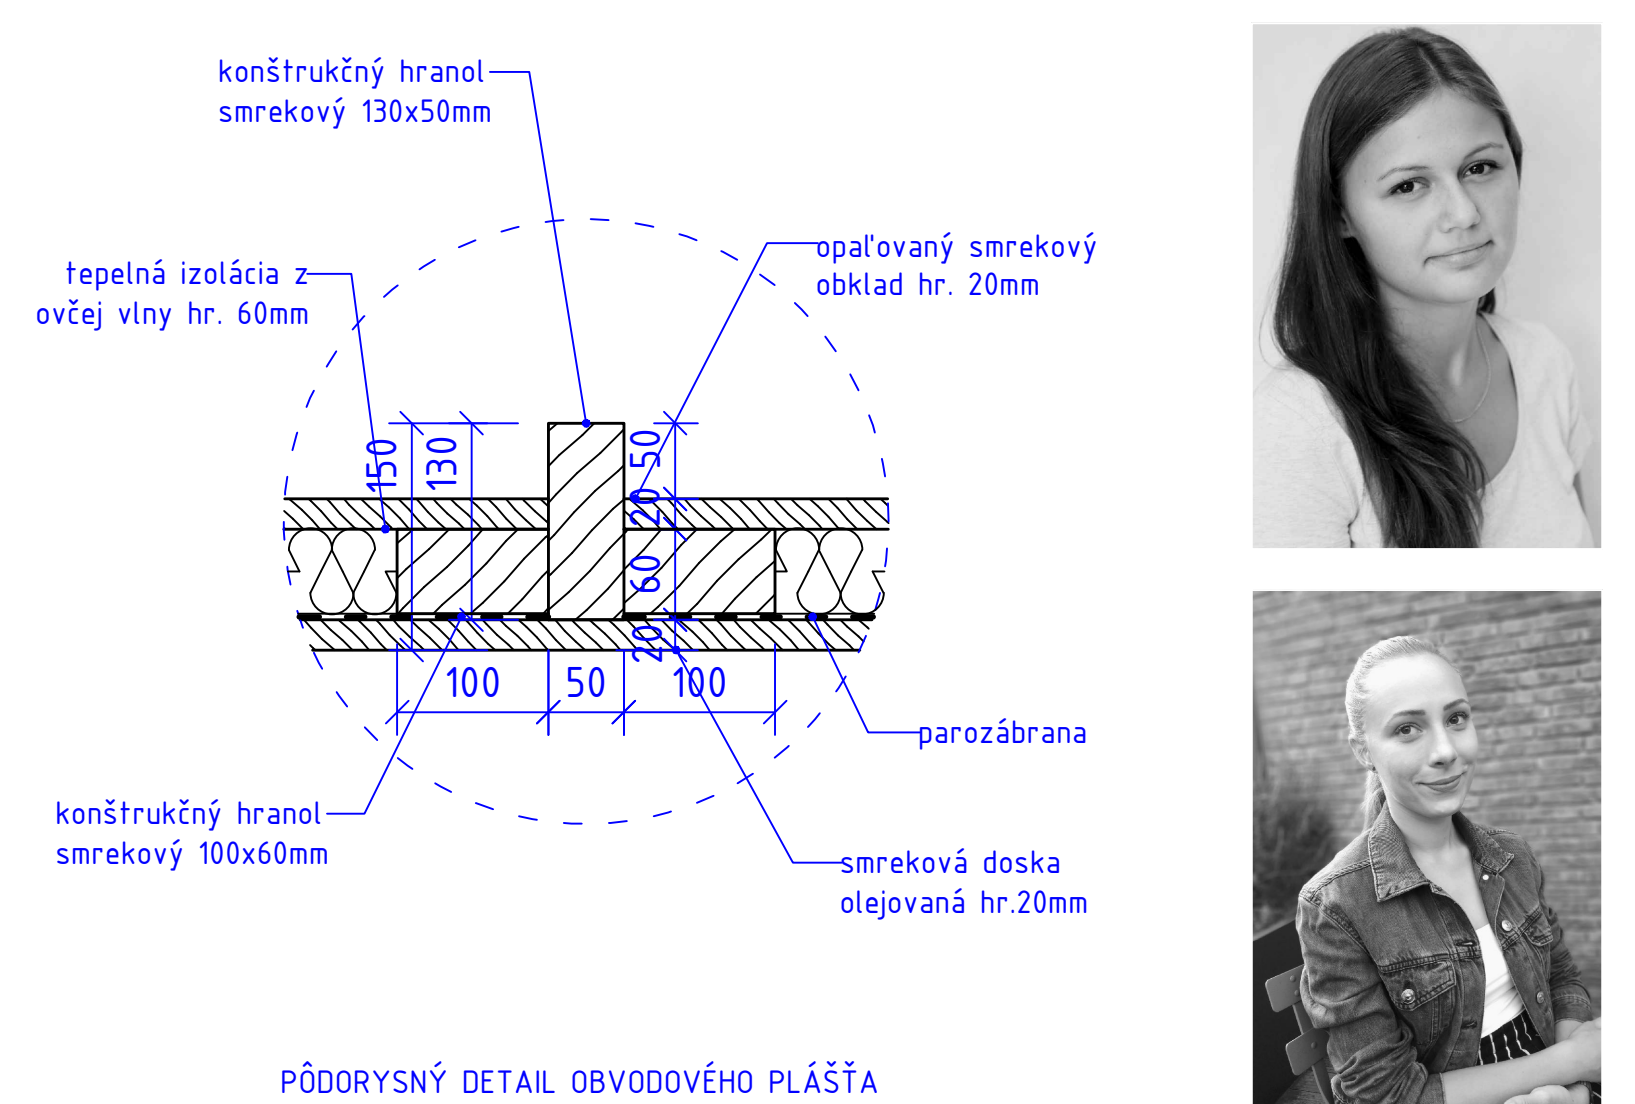 konštrukčný hranol
smrekový 130x50mm
opaľovaný smrekový
obklad hr. 20mm
tepelná izolácia z
ovčej vlny hr. 60mm
150
130
50
20
60
20
100
50
100
parozábrana
konštrukčný hranol
smrekový 100x60mm
smreková doska
olejovaná hr.20mm
PÔDORYSNÝ DETAIL OBVODOVÉHO PLÁŠŤA